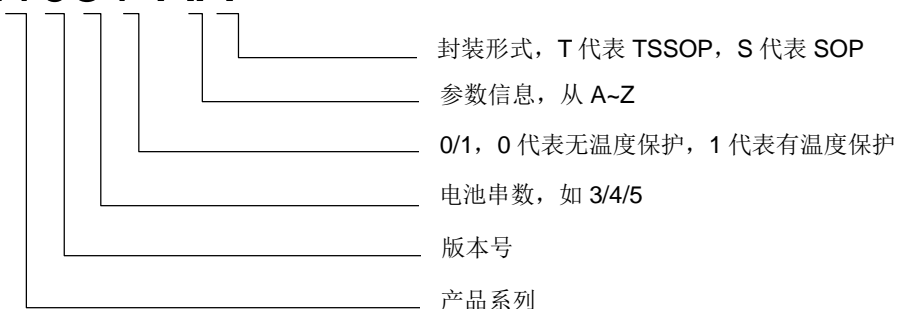 封装形式，T 代表 TSSOP，S 代表 SOP
参数信息，从 A~Z
0/1，0 代表无温度保护，1 代表有温度保护
电池串数，如 3/4/5
版本号
产品系列